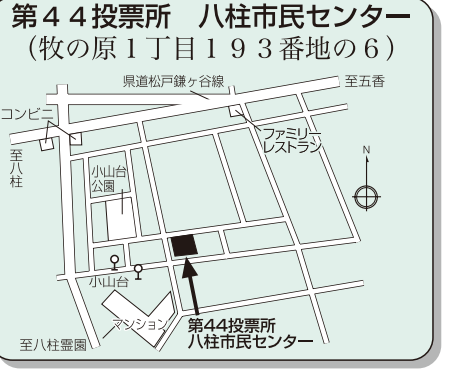 第４４投票所　八柱市民センター
（牧の原１丁目１９３番地の６）
県道松戸鎌ヶ谷線
至五香
コンビニ
ファミリー
レストラン
至八柱
小山台
公園
N
小山台
マンション
第44投票所
八柱市民センター
至八柱霊園